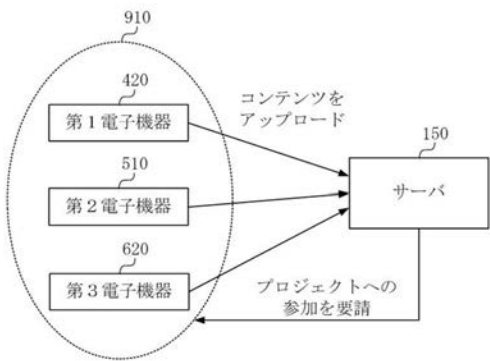 910
420
第1電子機器
コンテンツを
アップロード
510
第2電子機器
150
サーバ
620
第3電子機器
プロジェクトへの
参加を要請